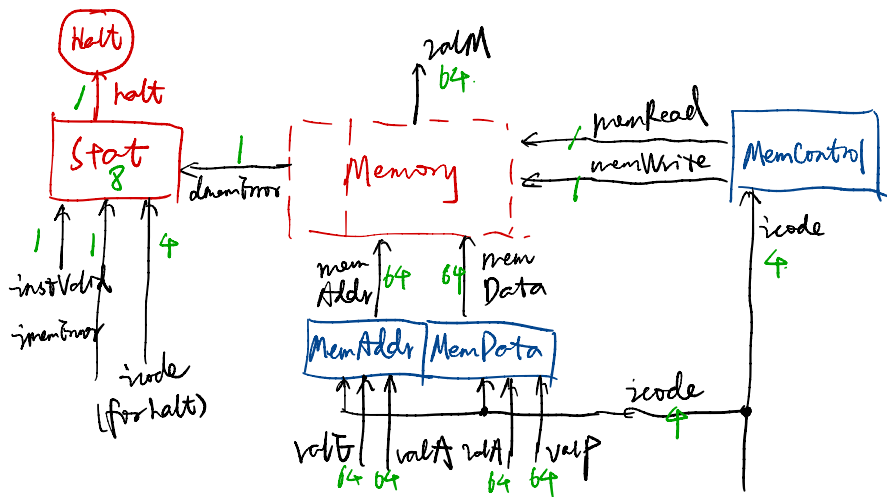 Halt
1 halt
Stat
8
1
dmemError
1 1 4
instValid
imemError
icode
(for halt)
valM
64
Memory
memRead
1
memWrite
1
MemControl
icode
4
mem
Addr
64
64
mem
Data
MemAddr
MemData
icode
4
valE
valA
valA
valP
64
64
64
64